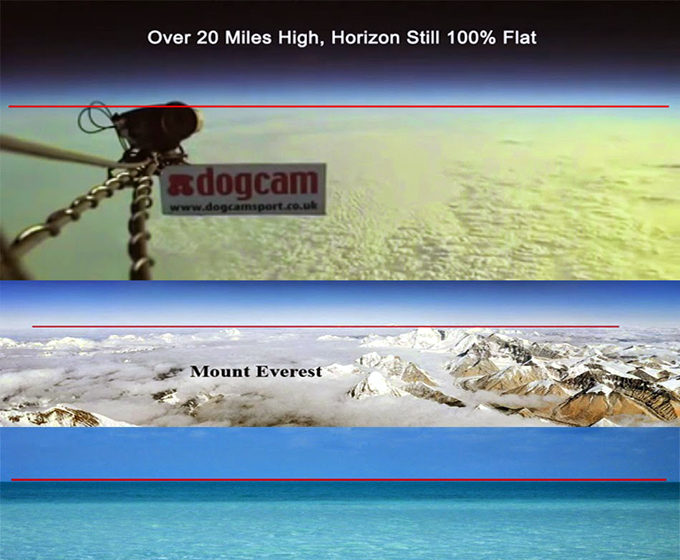 Over 20 Miles High, Horizon Still 100% Flat
dogcam
www.dogcamsport.co.uk
Mount Everest